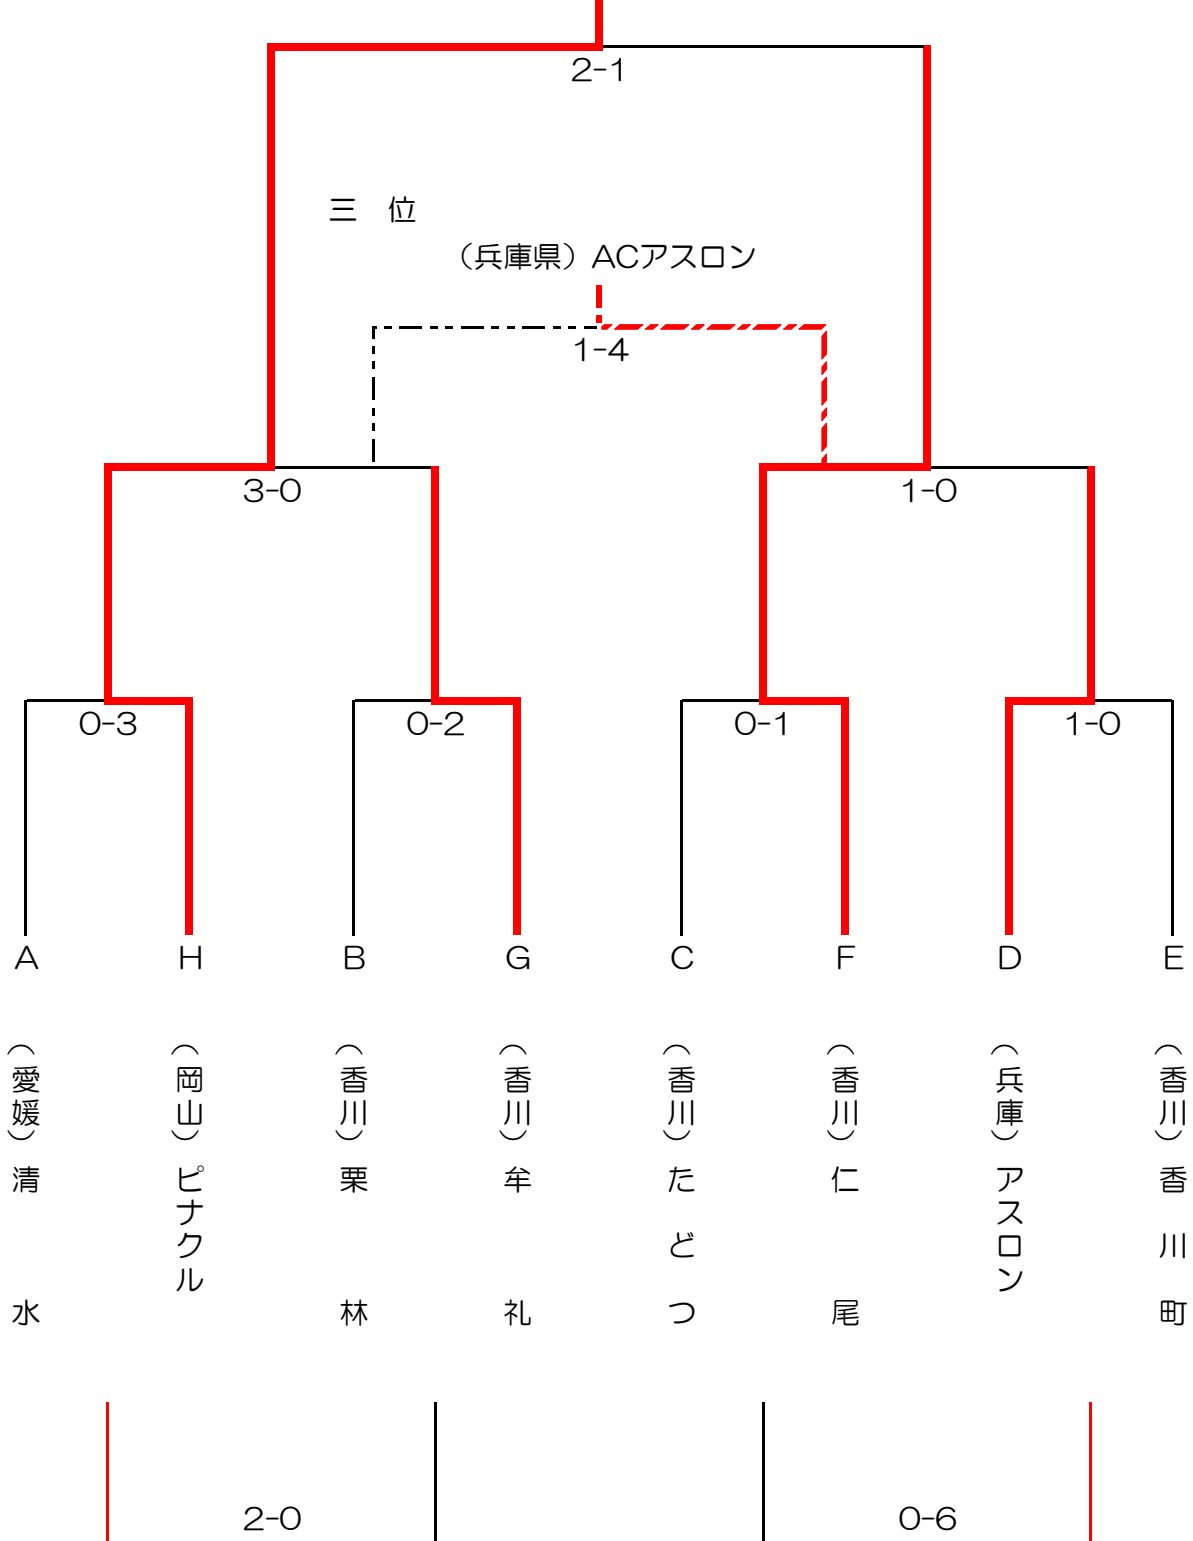 2-1
三 位
（兵庫県）ACアスロン
1-4
3-0
1-0
0-3
0-2
0-1
1-0
A
H
B
G
C
F
D
E
（愛媛）清 水
（岡山）ピナクル
（香川）栗 林
（香川）牟 礼
（香川）たどつ
（香川）仁 尾
（兵庫）アスロン
（香川）香川町
2-0
0-6